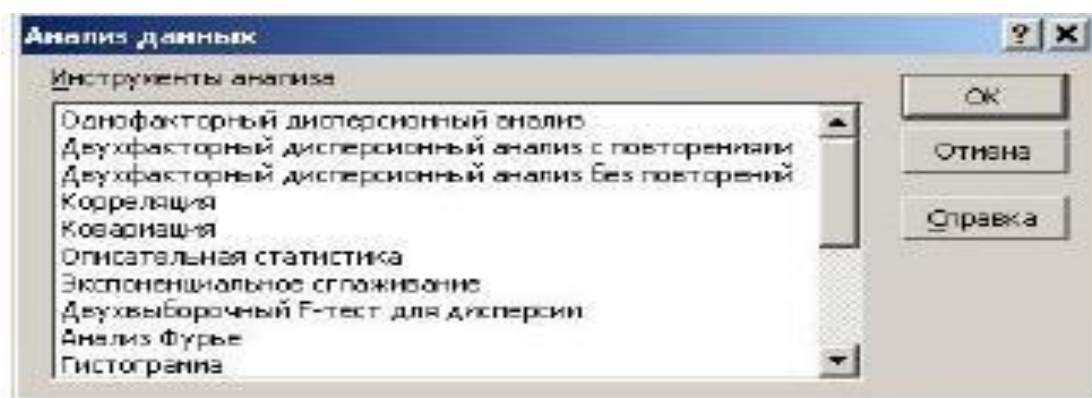 Анализ данных
Инструменты анализа
Однофакторный дисперсионный анализ
Двухфакторный дисперсионный анализ с повторениями
Двухфакторный дисперсионный анализ без повторений
Корреляция
Ковариация
Описательная статистика
Экспоненциальное сглаживание
Двухвыборочный F-тест для дисперсии
Анализ Фурье
Гистограмма
OK
Отмена
Справка